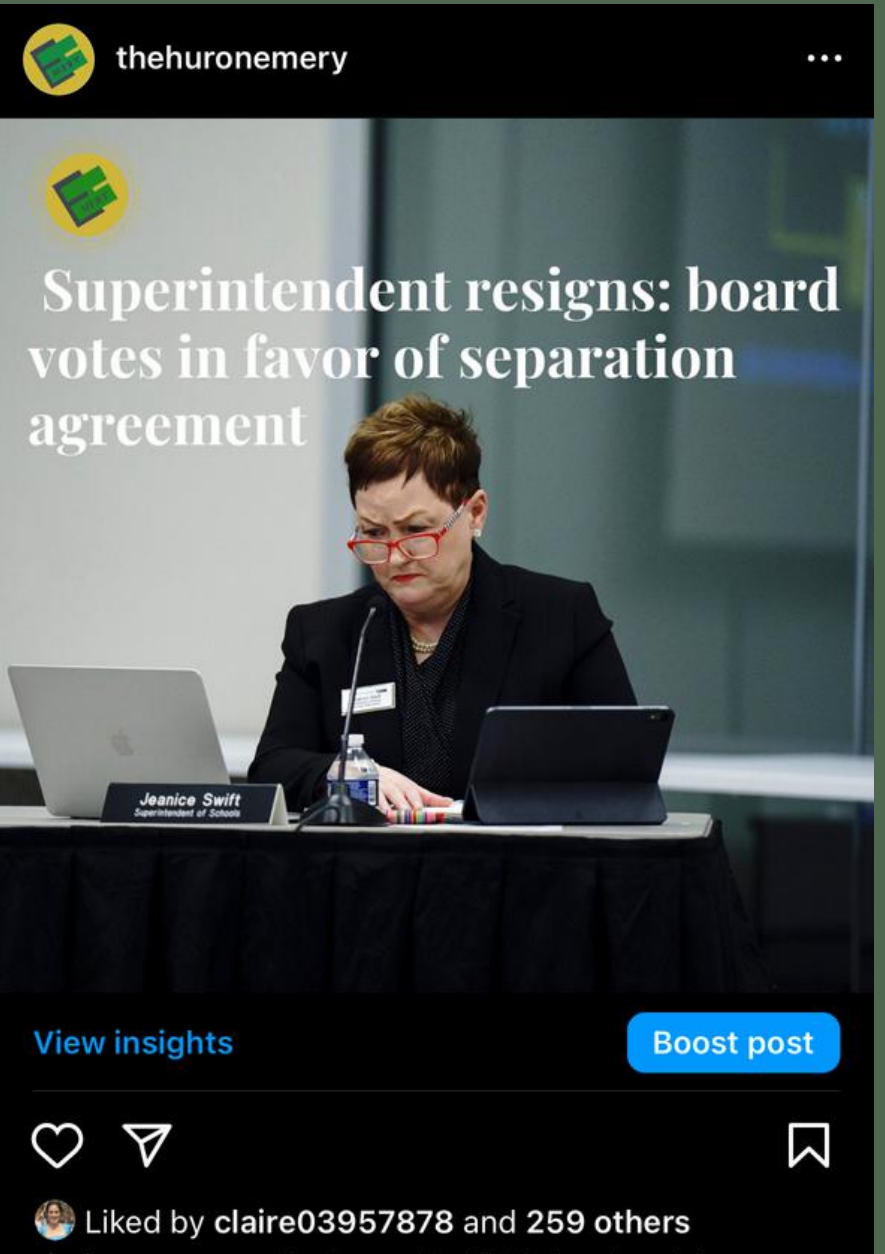 thehuronemery
Superintendent resigns: board
votes in favor of separation
agreement
Jeanice Swift
Superintendent of Schools
View insights
Boost post
Liked by claire03957878 and 259 others